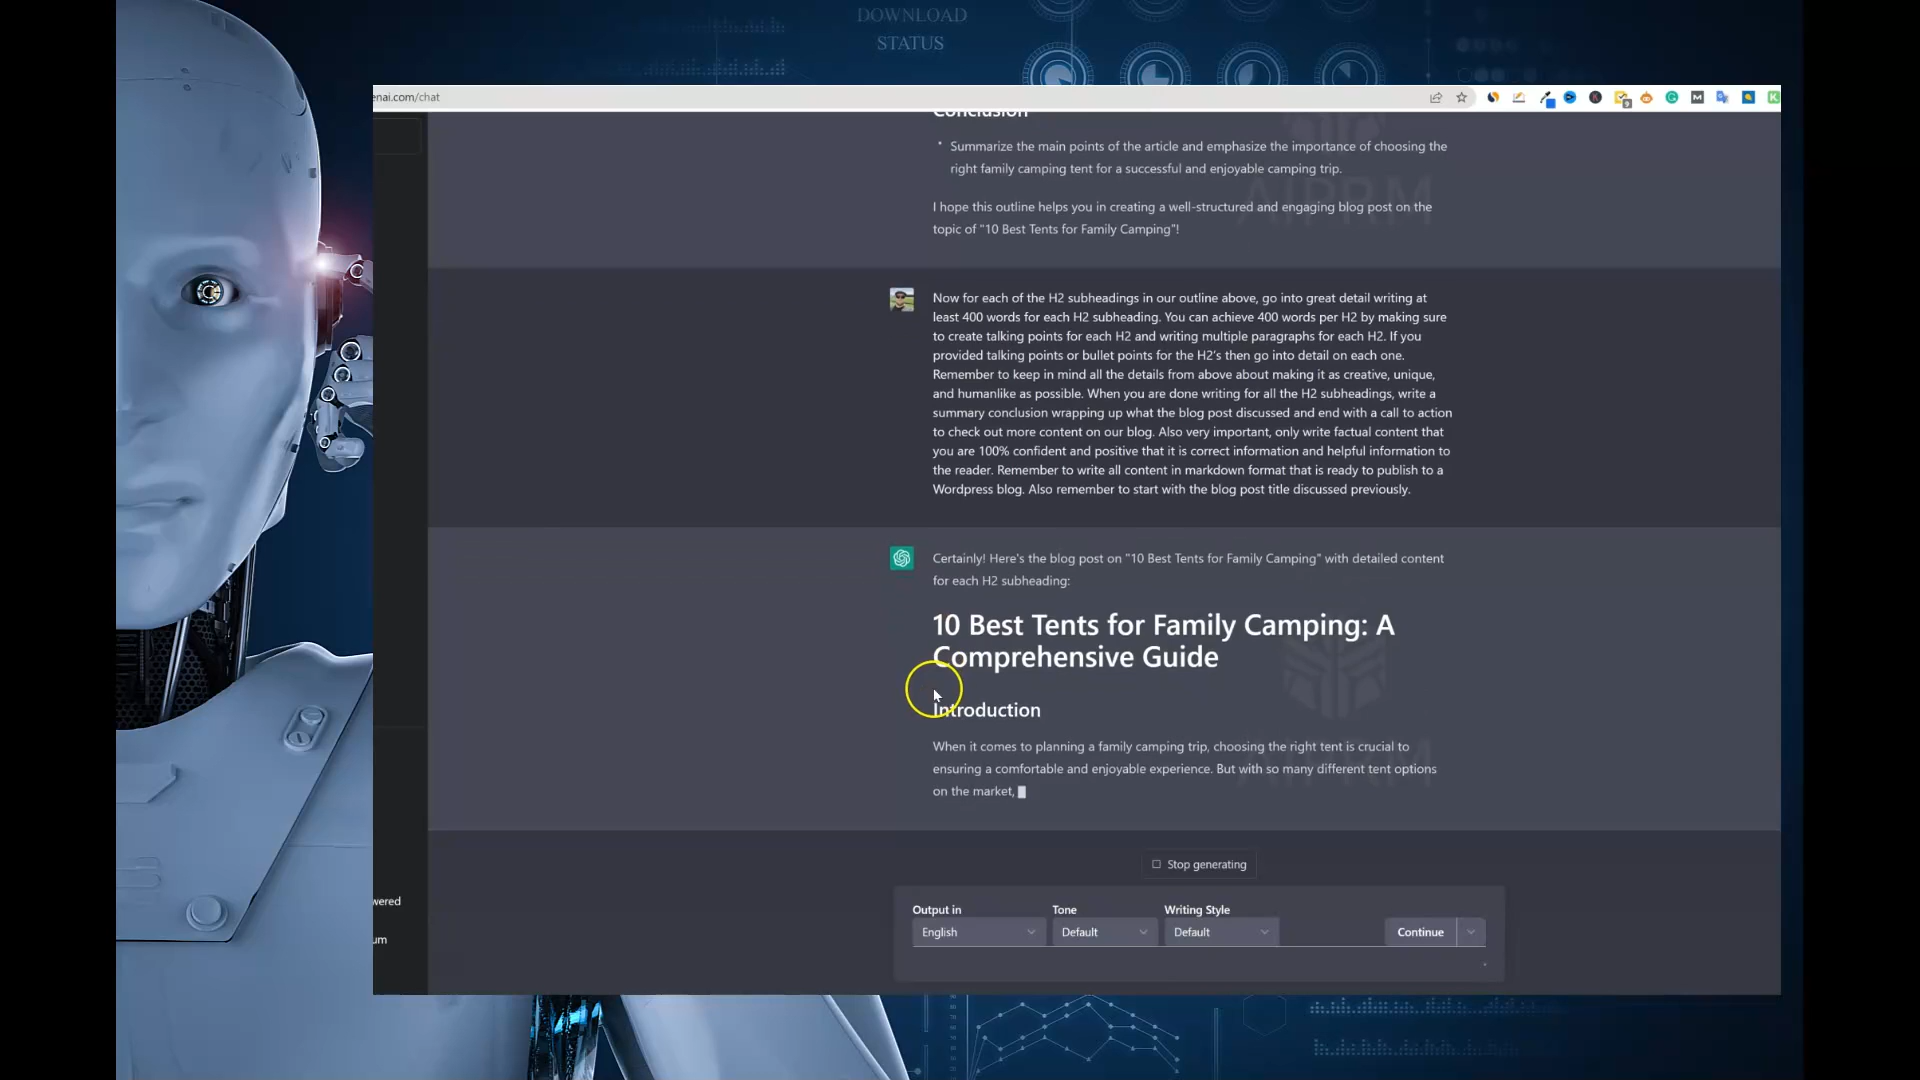 DOWNLOAD
STATUS
enai.com/chat
Conclusion
• Summarize the main points of the article and emphasize the importance of choosing the
right family camping tent for a successful and enjoyable camping trip.
I hope this outline helps you in creating a well-structured and engaging blog post on the
topic of "10 Best Tents for Family Camping"!
AIPRM
Now for each of the H2 subheadings in our outline above, go into great detail writing at
least 400 words for each H2 subheading. You can achieve 400 words per H2 by making sure
to create talking points for each H2 and writing multiple paragraphs for each H2. If you
provided talking points or bullet points for the H2's then go into detail on each one.
Remember to keep in mind all the details from above about making it as creative, unique,
and humanlike as possible. When you are done writing for all the H2 subheadings, write a
summary conclusion wrapping up what the blog post discussed and end with a call to action
to check out more content on our blog. Also very important, only write factual content that
you are 100% confident and positive that it is correct information and helpful information to
the reader. Remember to write all content in markdown format that is ready to publish to a
Wordpress blog. Also remember to start with the blog post title discussed previously.
Certainly! Here's the blog post on "10 Best Tents for Family Camping" with detailed content
for each H2 subheading:
10 Best Tents for Family Camping: A
Comprehensive Guide
Introduction
When it comes to planning a family camping trip, choosing the right tent is crucial to
ensuring a comfortable and enjoyable experience. But with so many different tent options
on the market,
AIPRM
Stop generating
wered
um
Output in
Tone
Writing Style
English
Default
Default
Continue